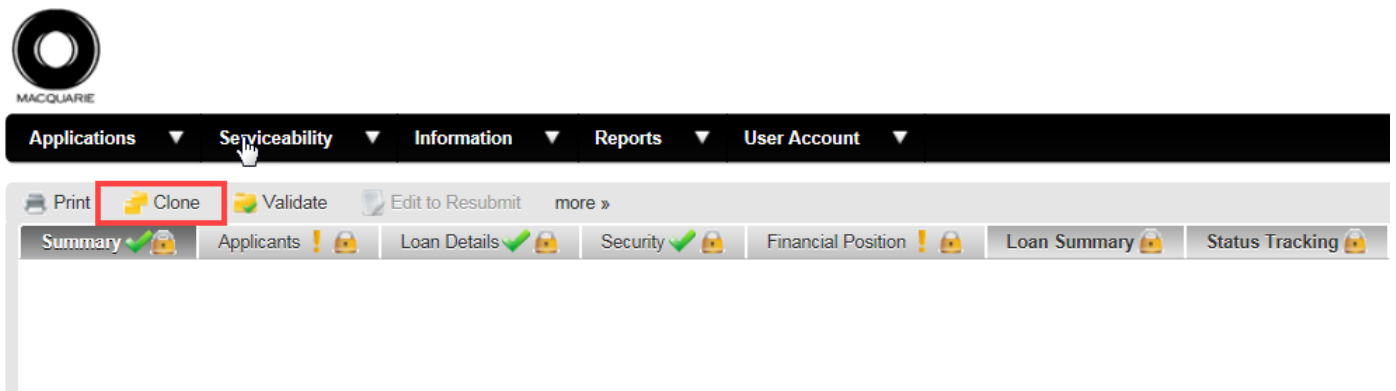 MACQUARIE
Applications ▼ Serviceability ▼ Information ▼ Reports ▼ User Account ▼
Print Clone Validate Edit to Resubmit more »
Summary Applicants ! Loan Details Security Financial Position ! Loan Summary Status Tracking